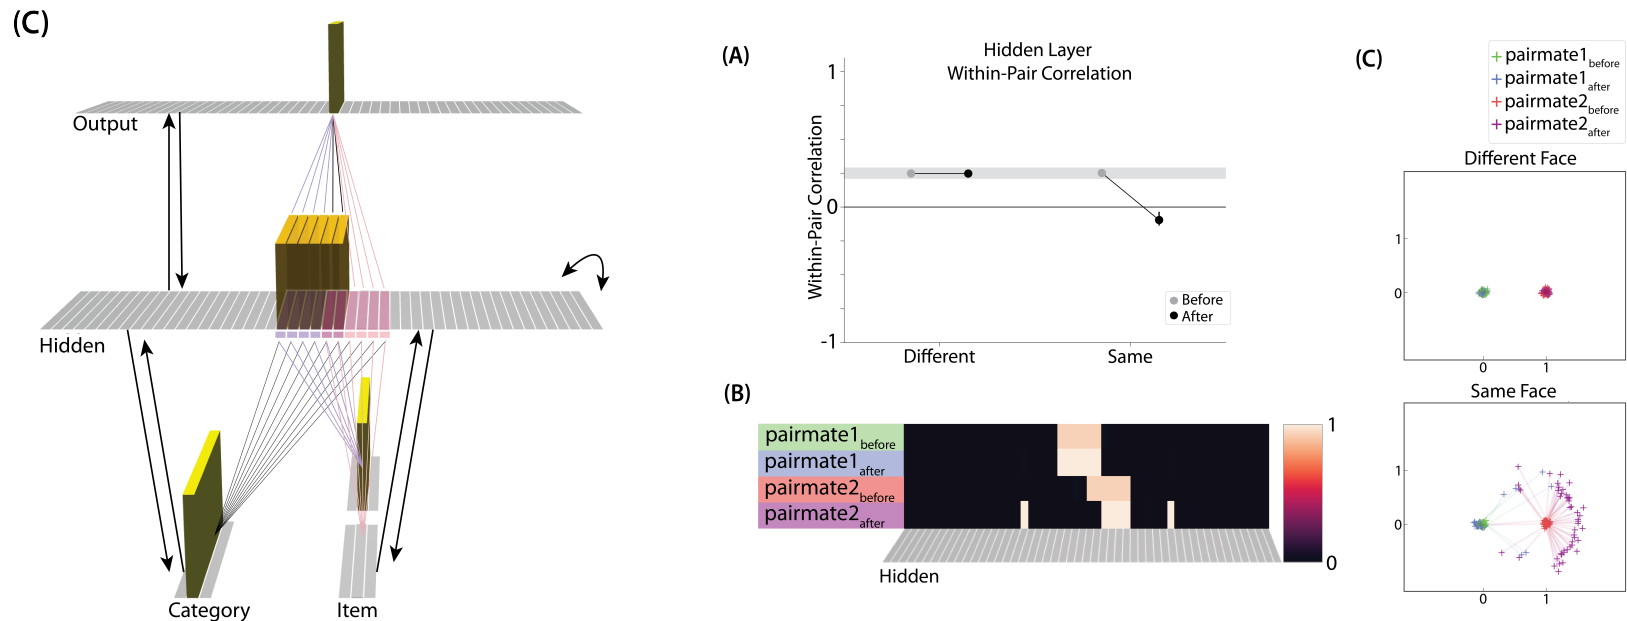 (C)
Output
Hidden
Category
Item
(A)
Hidden Layer
Within-Pair Correlation
Within-Pair Correlation
1
0
-1
Before
After
Different
Same
(B)
pairmate1before
pairmate1after
pairmate2before
pairmate2after
Hidden
1
0
(C)
pairmate1before
pairmate1after
pairmate2before
pairmate2after
Different Face
1
0
0 1
Same Face
1
0
0 1